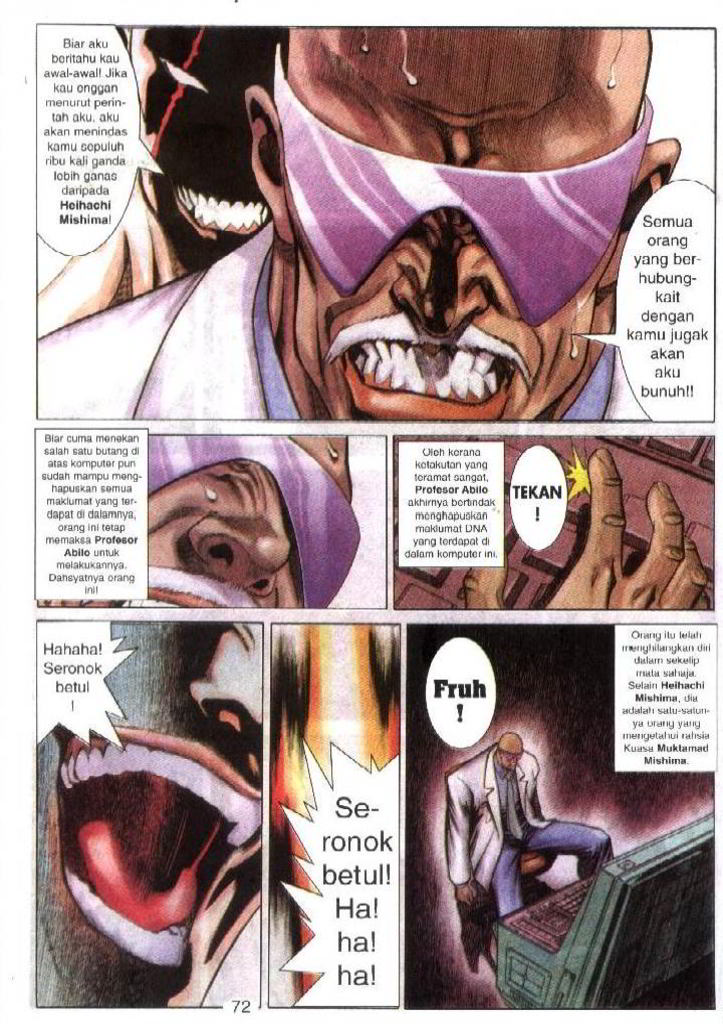 Biar aku
beritahu kau
awal-awal! Jika
kau enggan
menurut perin-
tah aku, aku
akan menindas
kamu sepuluh
ribu kali ganda
lebih ganas
daripada
Heihachi
Mishima!
Semua
orang
yang ber-
hubung-
kait
dengan
kamu jugak
akan
aku
bunuh!!
Biar cuma menekan
salah satu butang di
atas komputer pun
sudah mampu meng-
hapuskan semua
maklumat yang ter-
dapat di dalamnya,
orang ini tetap
memaksa Profesor
Abilo untuk
melakukannya.
Dahsyatnya orang
ini!
Oleh kerana
ketakutan yang
teramat sangat,
Profesor Abilo
akhirnya bertindak
menghapuskan
maklumat DNA
yang terdapat di
dalam komputer ini.
TEKAN
!
Hahaha!
Seronok
betul
!
Se-
ronok
betul!
Ha!
ha!
ha!
Fruh
!
Orang itu telah
menghilangkan diri
dalam sekelip
mata sahaja.
Selain Heihachi
Mishima, dia
adalah satu-satun-
ya orang yang
mengetahui rahsia
Kuasa Muktamad
Mishima.
72